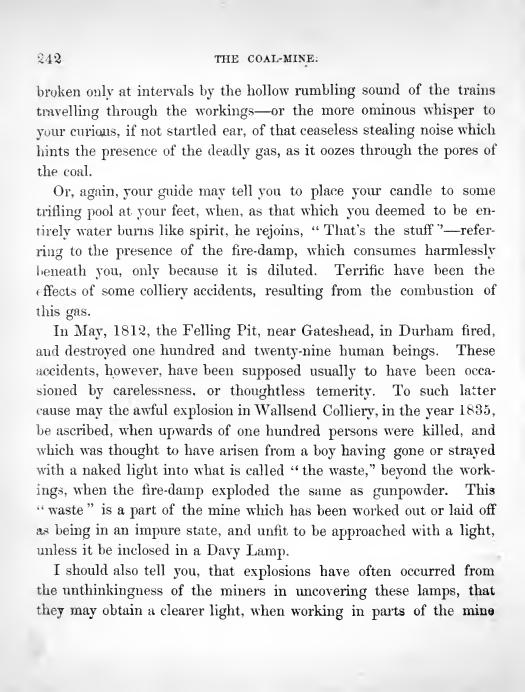 242
THE COAL-MINE.
broken only at intervals by the hollow rumbling sound of the trains
travelling through the workings—or the more ominous whisper to
your curious, if not startled ear, of that ceaseless stealing noise which
hints the presence of the deadly gas, as it oozes through the pores of
the coal.
Or, again, your guide may tell you to place your candle to some
trifling pool at your feet, when, as that which you deemed to be en-
tirely water burns like spirit, he rejoins, “ That's the stuff ”—refer-
ring to the presence of the fire-damp, which consumes harmlessly
beneath you, only because it is diluted. Terrific have been the
effects of some colliery accidents, resulting from the combustion of
this gas.
In May, 1812, the Felling Pit, near Gateshead, in Durham fired,
and destroyed one hundred and twenty-nine human beings. These
accidents, however, have been supposed usually to have been occa-
sioned by carelessness, or thoughtless temerity. To such latter
cause may the awful explosion in Wallsend Colliery, in the year 1835,
be ascribed, when upwards of one hundred persons were killed, and
which was thought to have arisen from a boy having gone or strayed
with a naked light into what is called “ the waste,” beyond the work-
ings, when the fire-damp exploded the same as gunpowder. This
“ waste ” is a part of the mine which has been worked out or laid off
as being in an impure state, and unfit to be approached with a light,
unless it be inclosed in a Davy Lamp.
I should also tell you, that explosions have often occurred from
the unthinkingness of the miners in uncovering these lamps, that
they may obtain a clearer light, when working in parts of the mine